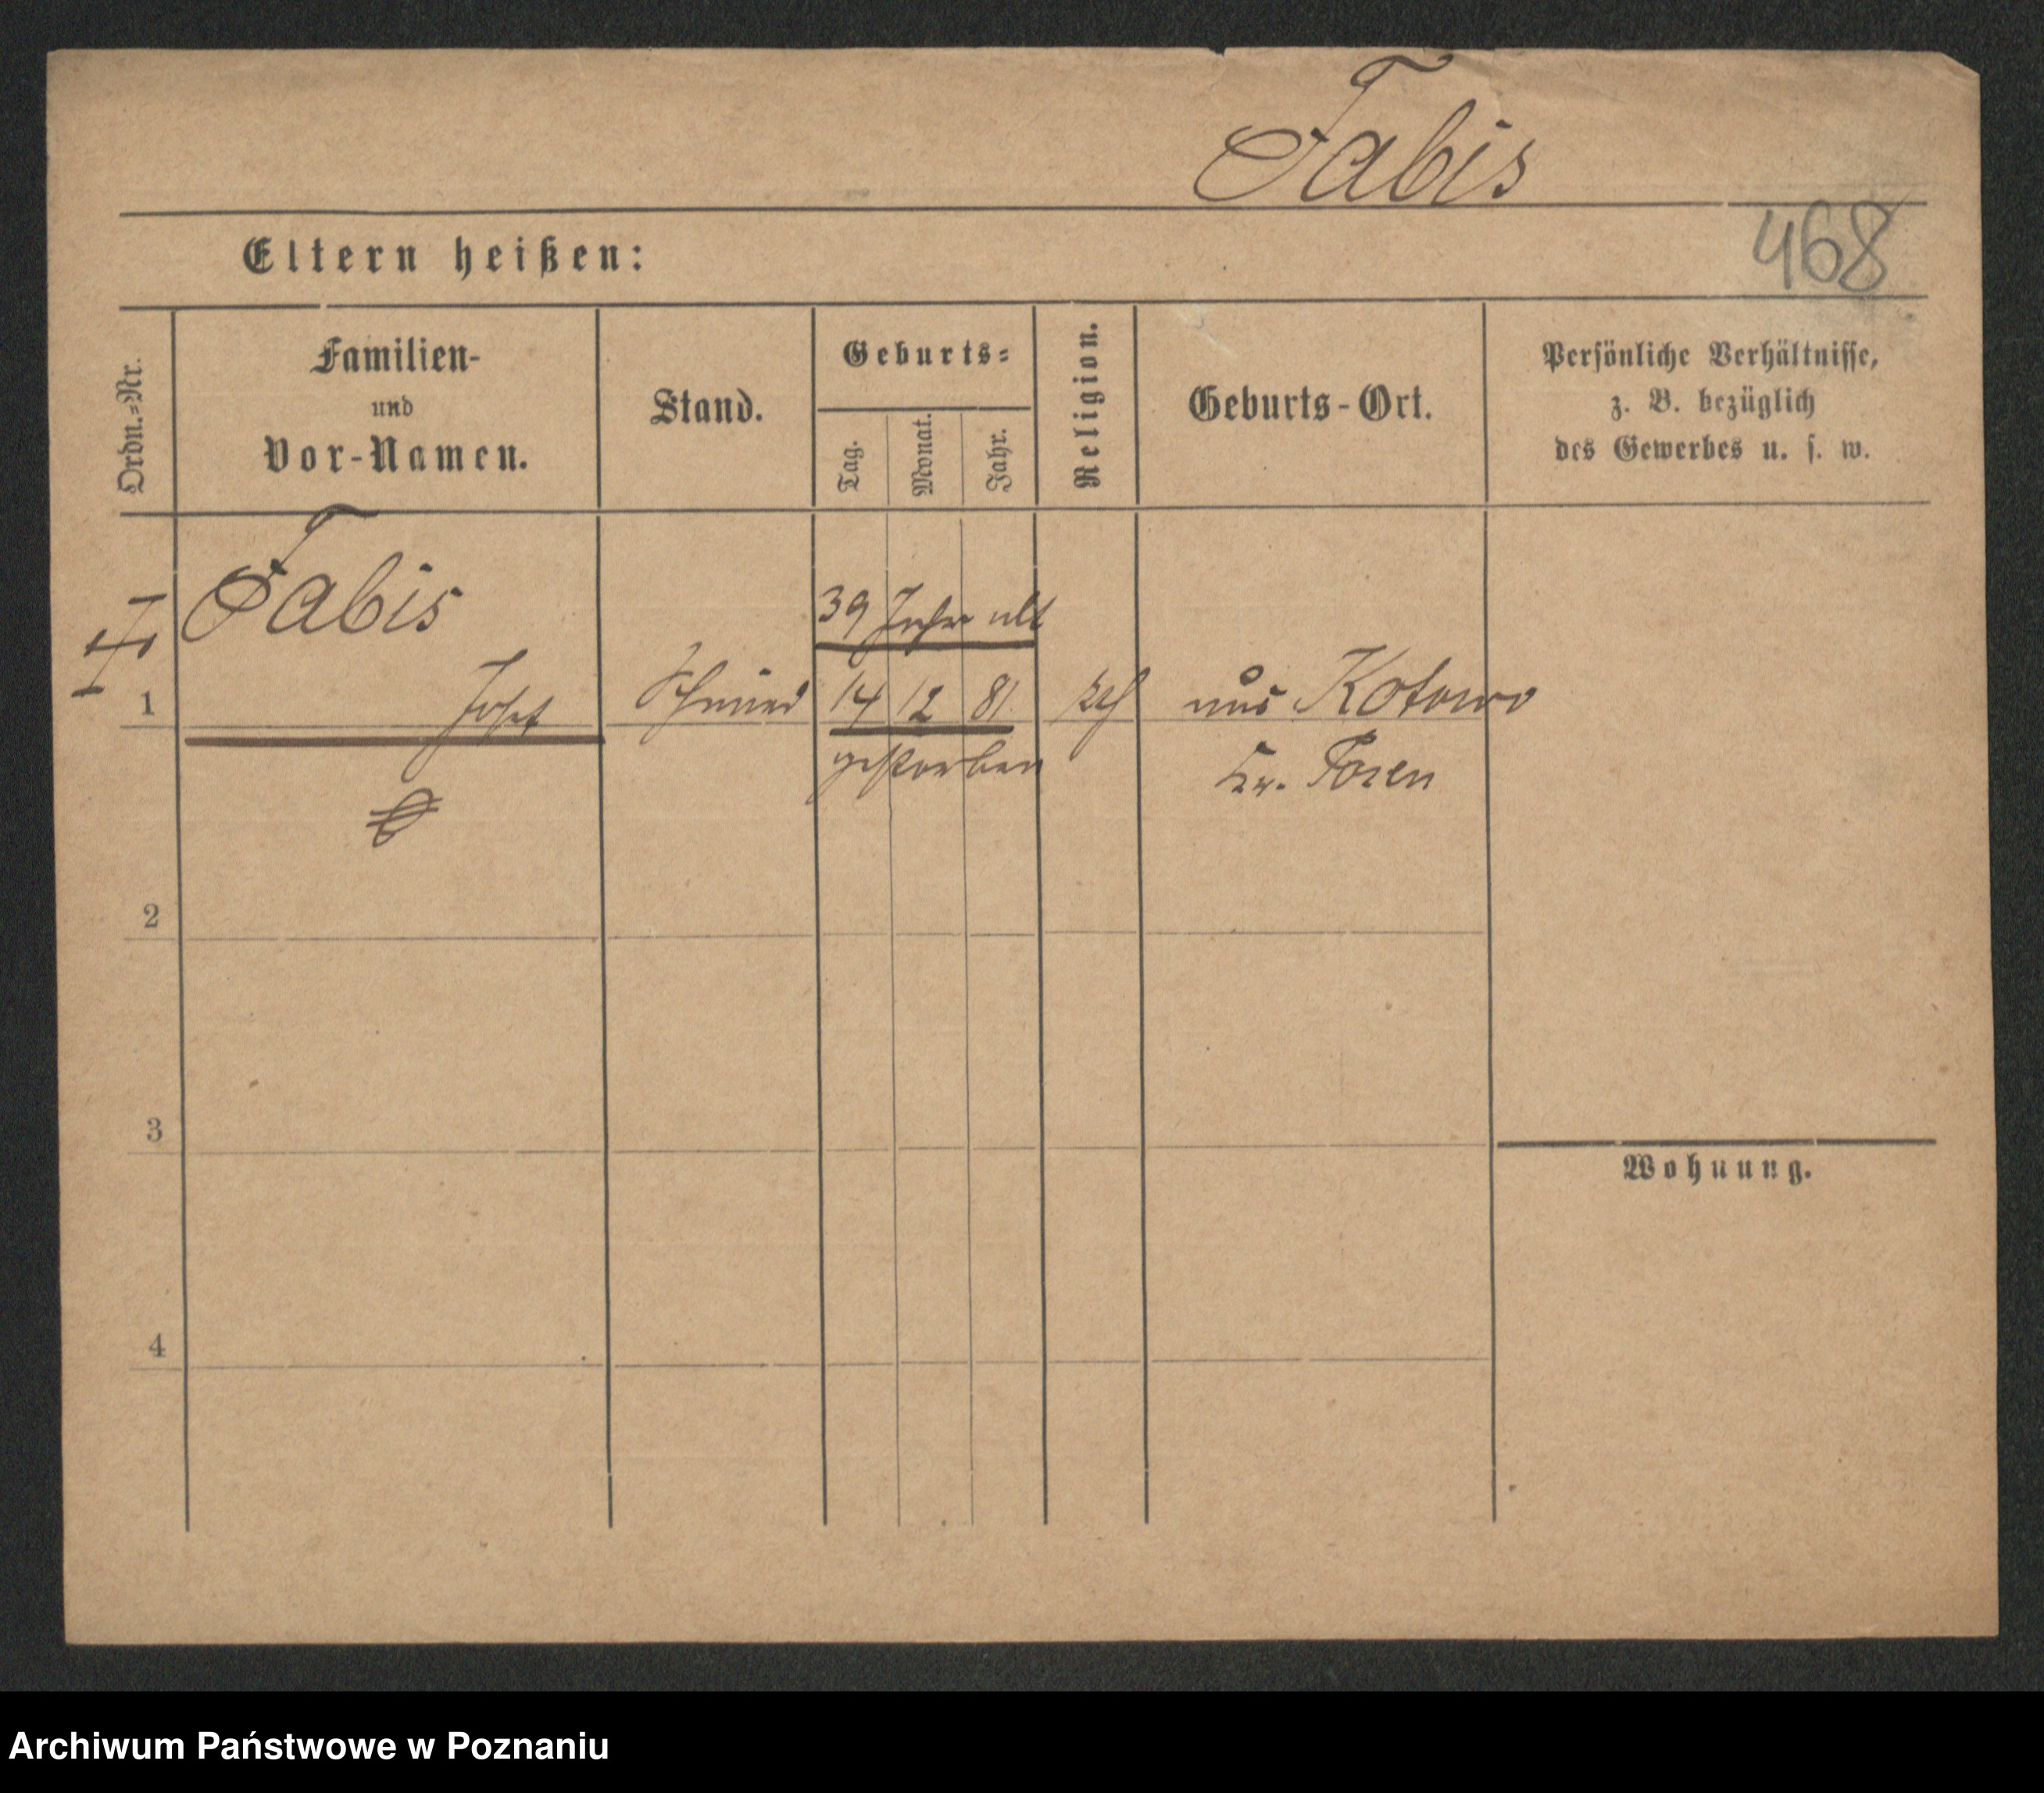 Fabis
468
Eltern heißen:
Ordn.=Nr.
Familien-
und
Vor-Namen.
Stand.
Geburts=
Tag.
Monat.
Jahr.
Religion.
Geburts-Ort.
Persönliche Verhältnisse,
z. B. bezüglich
des Gewerbes u. s. w.
Fabis
39 Jahr alt
1
Schmied
14 12 81
aus Kotowo
gestorben
Kr. Posen
2
3
Wohnung.
4
Archiwum Państwowe w Poznaniu